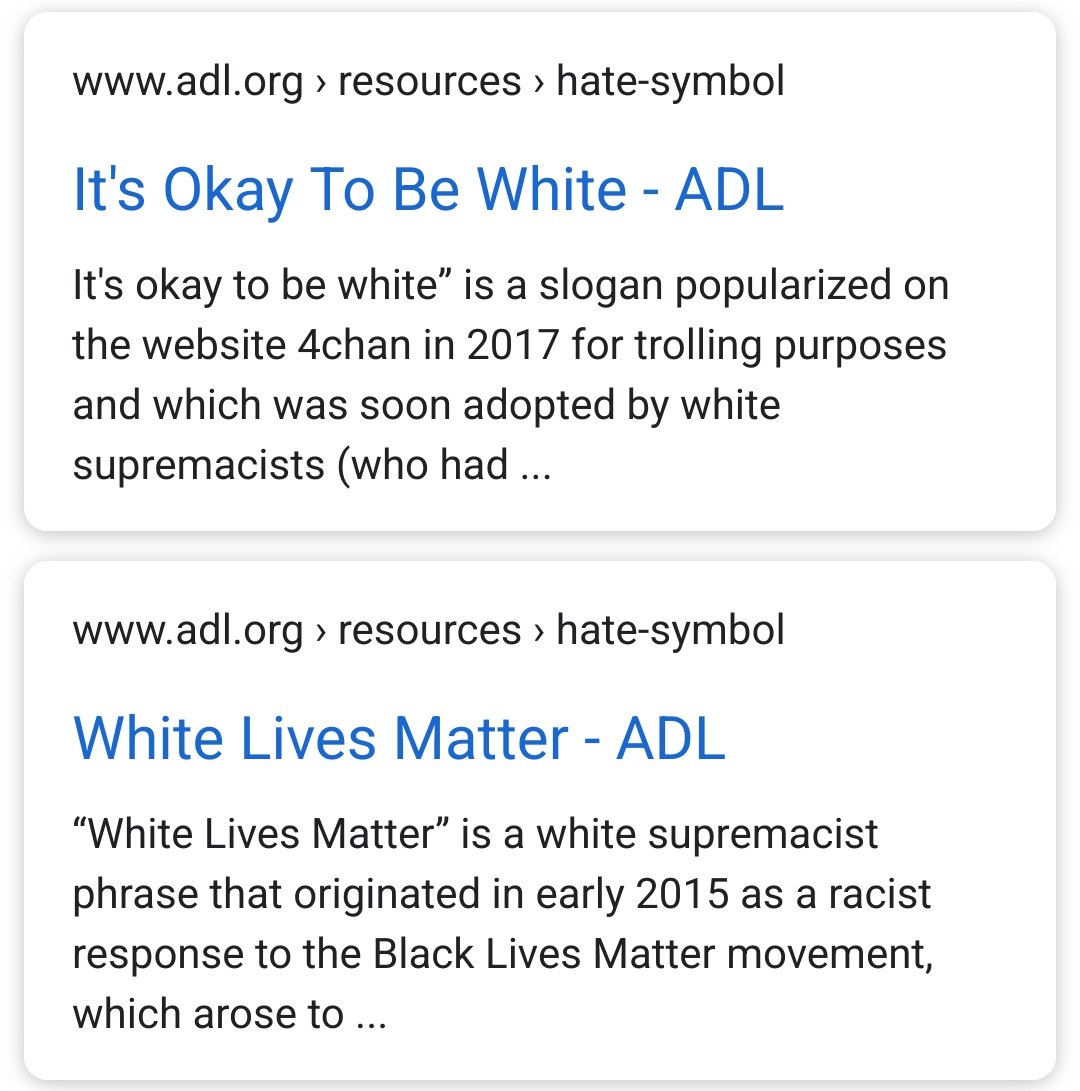 www.adl.org › resources › hate-symbol
It's Okay To Be White - ADL
It's okay to be white” is a slogan popularized on
the website 4chan in 2017 for trolling purposes
and which was soon adopted by white
supremacists (who had ...
www.adl.org › resources › hate-symbol
White Lives Matter - ADL
“White Lives Matter” is a white supremacist
phrase that originated in early 2015 as a racist
response to the Black Lives Matter movement,
which arose to ...